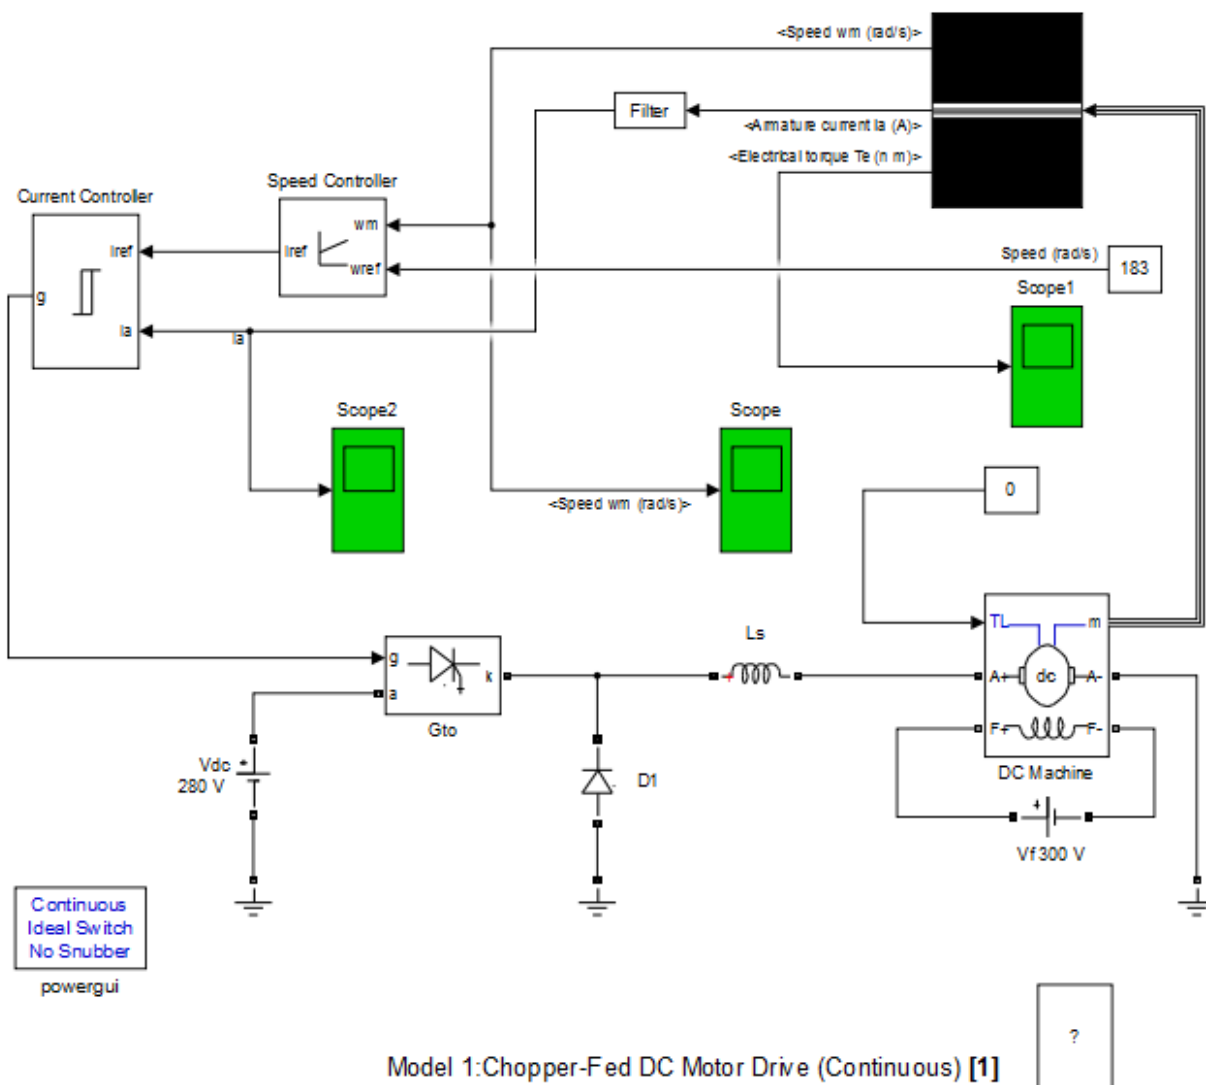 <Speed wm (rad/s)>
Filter
<Armature current Ia (A)>
<Electrical torque Te (n m)>
Speed Controller
Current Controller
wm
Iref
Iref
wref
Speed (rad/s)
183
g
Ia
Ia
Scope1
Scope2
Scope
0
<Speed wm (rad/s)>
TL
m
Ls
g
k
a
A+
dc
A-
Gto
F+
F-
Vdc
280 V
+
D1
DC Machine
+
Vf 300 V
Continuous
Ideal Switch
No Snubber
powergui
?
Model 1:Chopper-Fed DC Motor Drive (Continuous) [1]